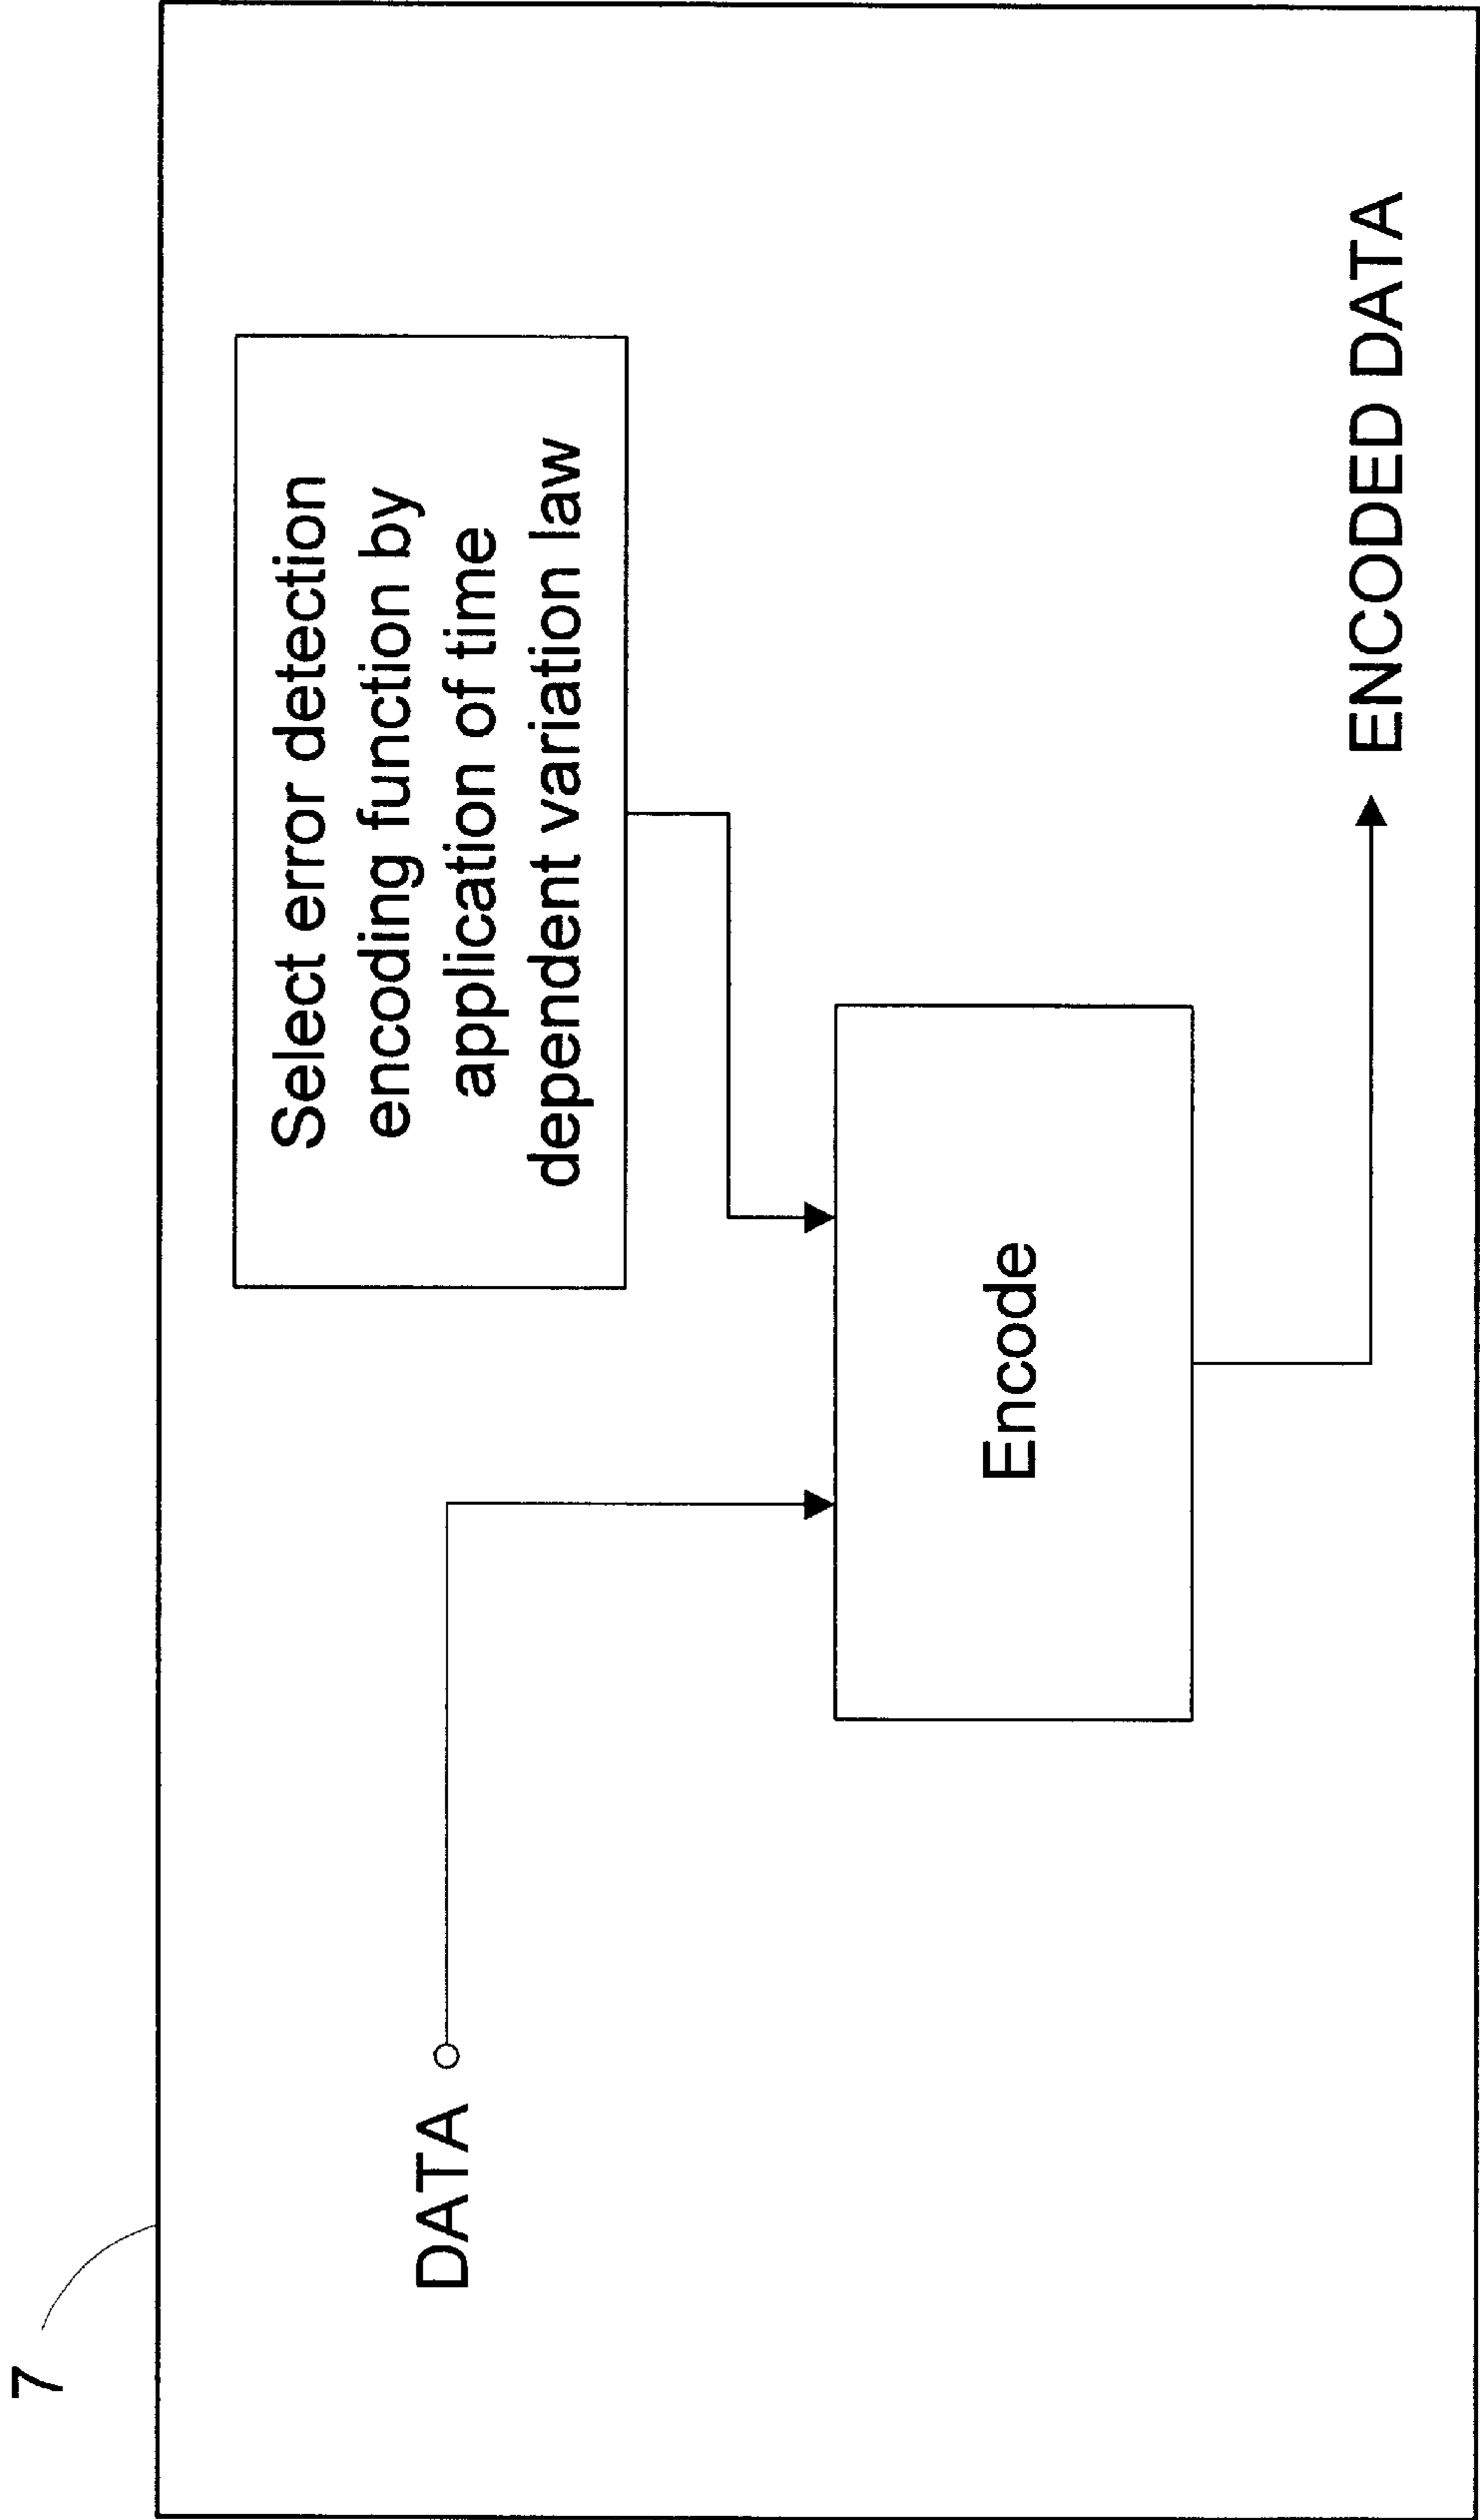 7
DATA
Select error detection
encoding function by
application of time
dependent variation law
Encode
ENCODED DATA